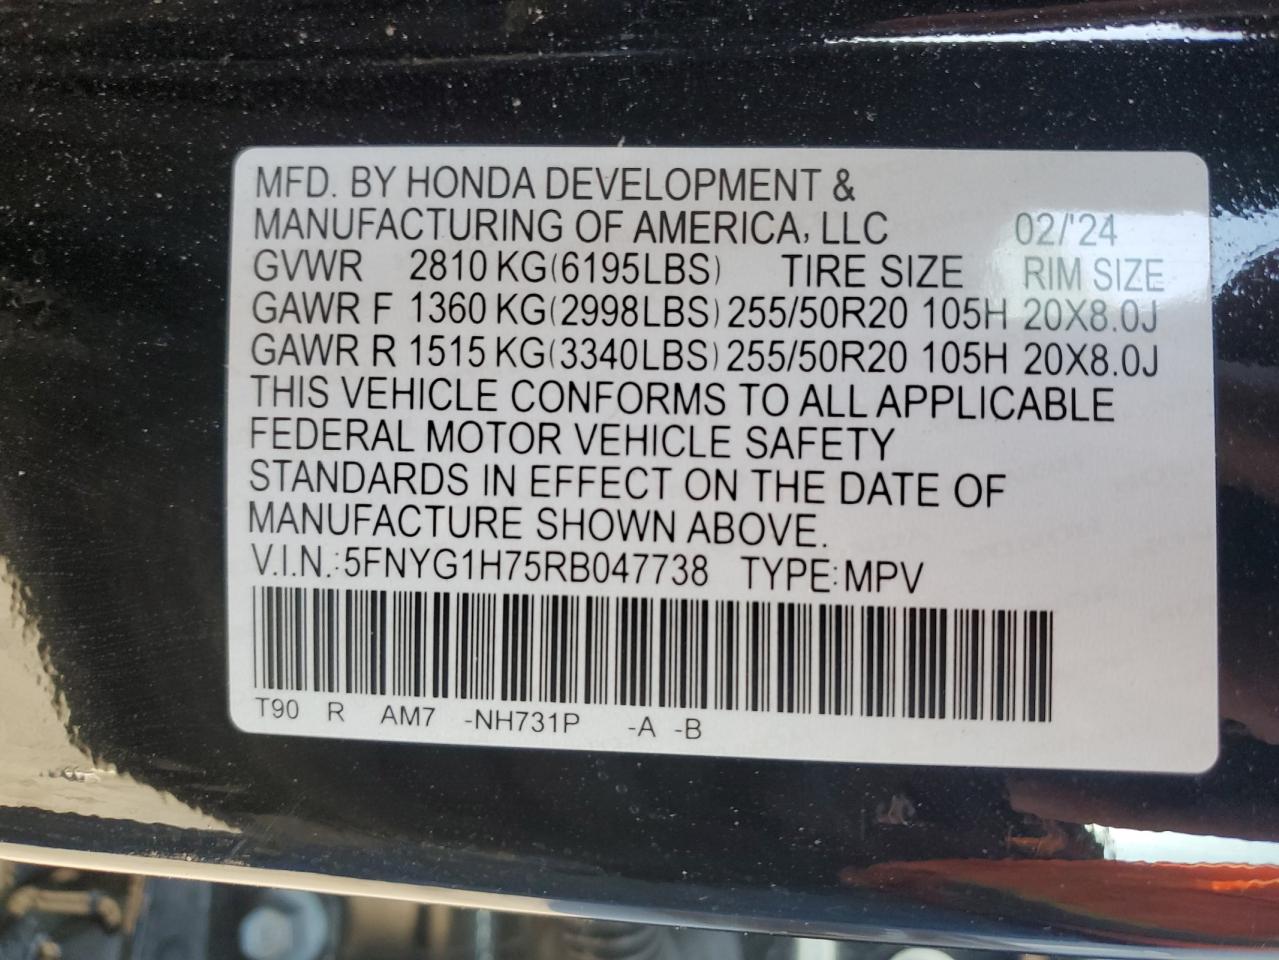 MFD. BY HONDA DEVELOPMENT &
MANUFACTURING OF AMERICA, LLC 02/'24
GVWR 2810 KG(6195LBS) TIRE SIZE RIM SIZE
GAWR F 1360 KG(2998LBS) 255/50R20 105H 20X8.0J
GAWR R 1515 KG(3340LBS) 255/50R20 105H 20X8.0J
THIS VEHICLE CONFORMS TO ALL APPLICABLE
FEDERAL MOTOR VEHICLE SAFETY
STANDARDS IN EFFECT ON THE DATE OF
MANUFACTURE SHOWN ABOVE.
V.I.N.:5FNYG1H75RB047738 TYPE:MPV
T90 R AM7 -NH731P -A -B